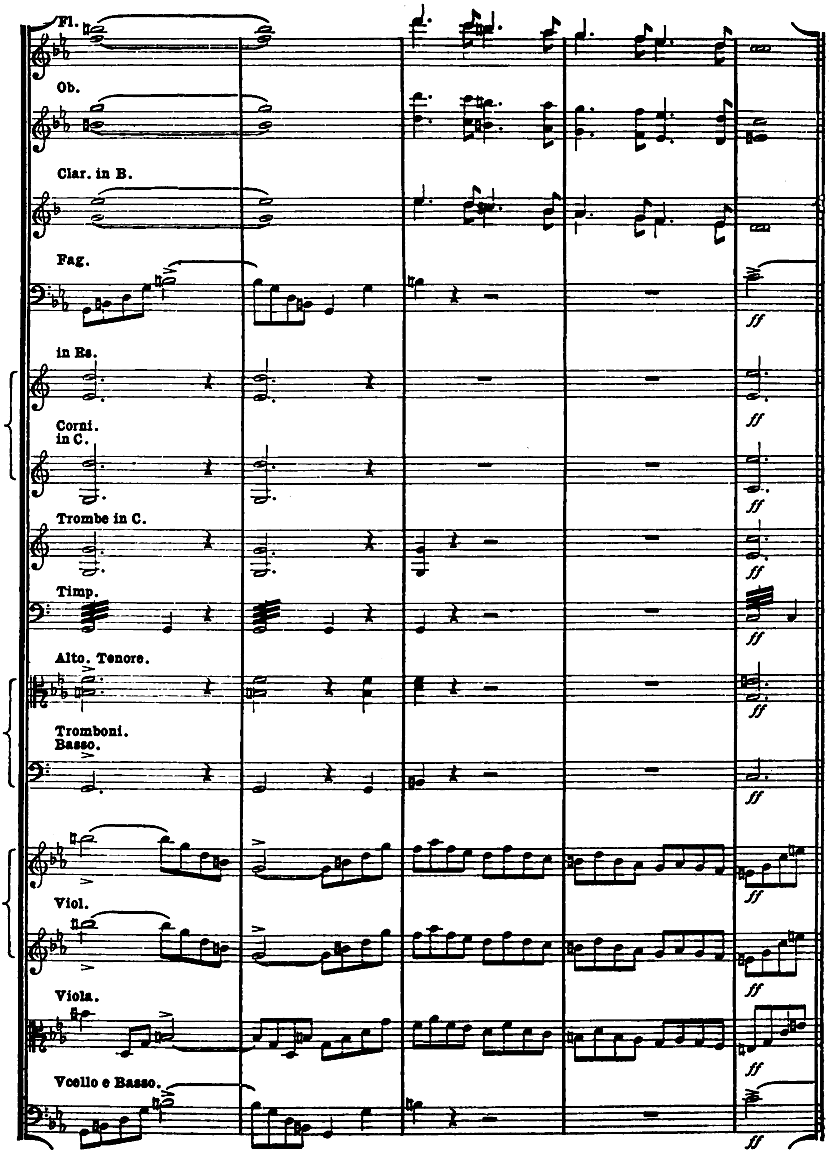 Fl.
Ob.
Clar. in B.
Fag.
ff
in Es.
ff
Corni.
in C.
ff
Trombe in C.
ff
Timp.
ff
Alto. Tenore.
ff
Tromboni.
Basso.
ff
ff
Viol.
ff
Viola.
ff
Vcello e Basso.
ff